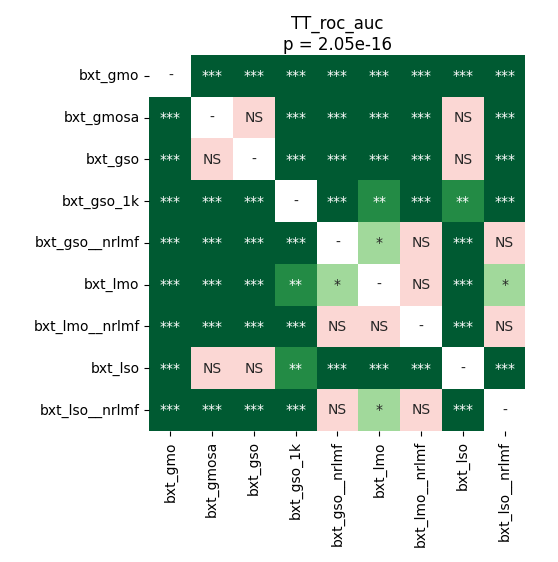 TT_roc_auc
p = 2.05e-16
bxt_gmo - *** *** *** *** *** *** *** ***
bxt_gmosa *** - NS *** *** *** *** NS ***
bxt_gso *** NS - *** *** *** *** NS ***
bxt_gso_1k *** *** *** - *** ** *** ** ***
bxt_gso__nrlmf *** *** *** *** - * NS *** NS
bxt_lmo *** *** *** ** * - NS *** *
bxt_lmo__nrlmf *** *** *** *** NS NS - *** NS
bxt_lso *** NS NS ** *** *** *** - ***
bxt_lso__nrlmf *** *** *** *** NS * NS *** -
bxt_gmo
bxt_gmosa
bxt_gso
bxt_gso_1k
bxt_gso__nrlmf
bxt_lmo
bxt_lmo__nrlmf
bxt_lso
bxt_lso__nrlmf